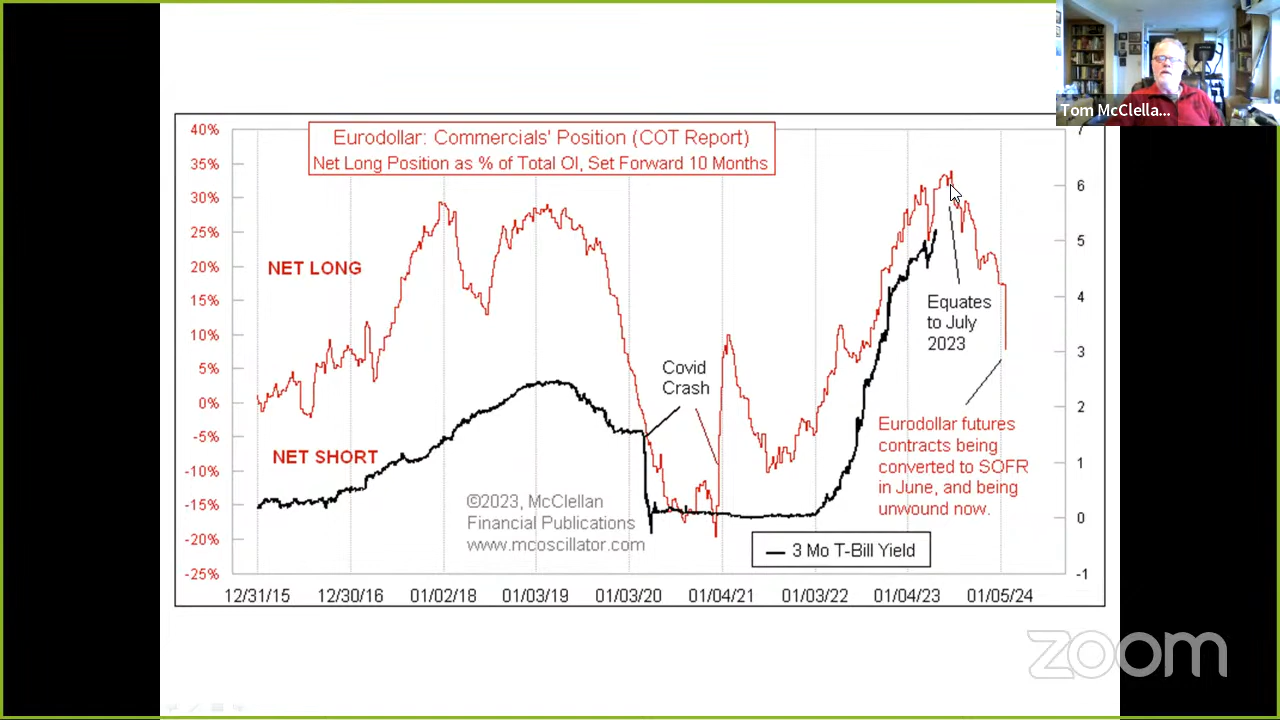 Tom McClella...
Eurodollar: Commercials' Position (COT Report)
Net Long Position as % of Total OI, Set Forward 10 Months
40%
35%
30%
25%
20%
15%
10%
5%
0%
-5%
-10%
-15%
-20%
-25%
7
6
5
4
3
2
1
0
-1
NET LONG
NET SHORT
Covid
Crash
Equates
to July
2023
Eurodollar futures
contracts being
converted to SOFR
in June, and being
unwound now.
©2023, McClellan
Financial Publications
www.mcoscillator.com
3 Mo T-Bill Yield
12/31/15 12/30/16 01/02/18 01/03/19 01/03/20 01/04/21 01/03/22 01/04/23 01/05/24
zoom